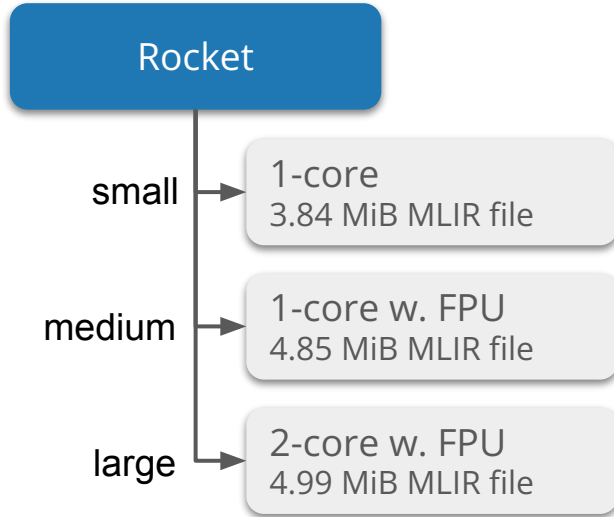 Rocket
small
1-core
3.84 MiB MLIR file
medium
1-core w. FPU
4.85 MiB MLIR file
large
2-core w. FPU
4.99 MiB MLIR file